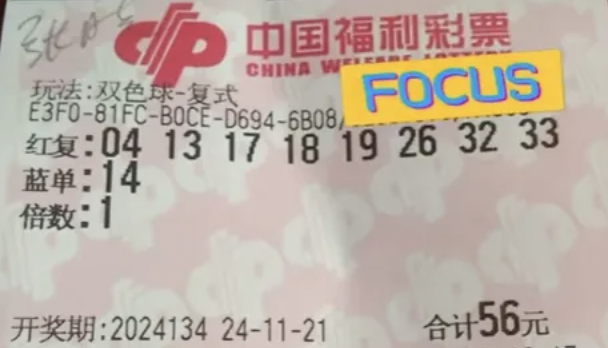 中国福利彩票
CHINA WELFARE LOTTERY
FOCUS
玩法:双色球-复式
E3F0-81FC-B0CE-D694-6B08/
红复:04 13 17 18 19 26 32 33
蓝单:14
倍数:1
开奖期:2024134 24-11-21 合计56元